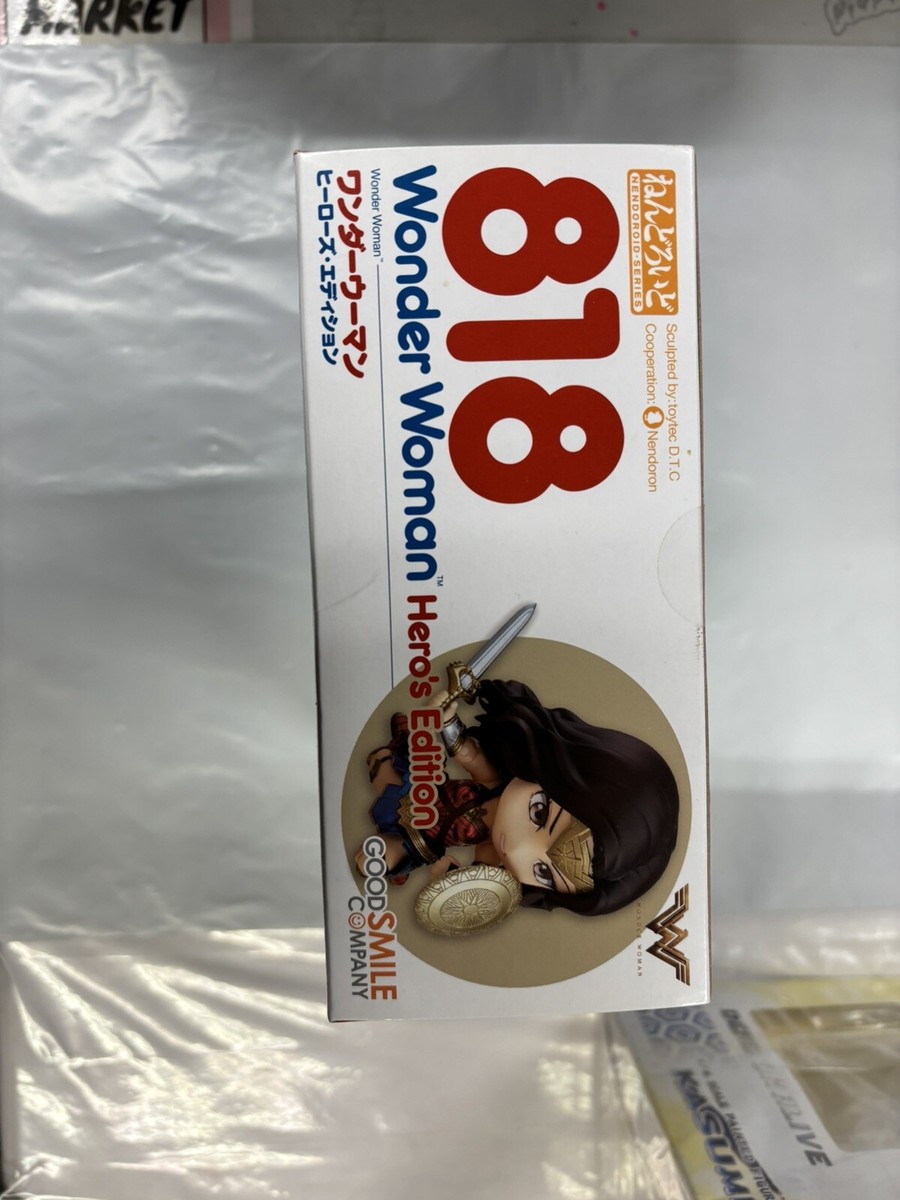 MARKET
ねんどろいど
NENDOROID·SERIES
Sculpted by:toytec D.T.C
Cooperation: Nendoron
818
Wonder Woman™ Hero's Edition
Wonder Woman™
ワンダーウーマン
ヒーローズ・エディション
GOODSMILE
COMPANY
WONDER WOMAN